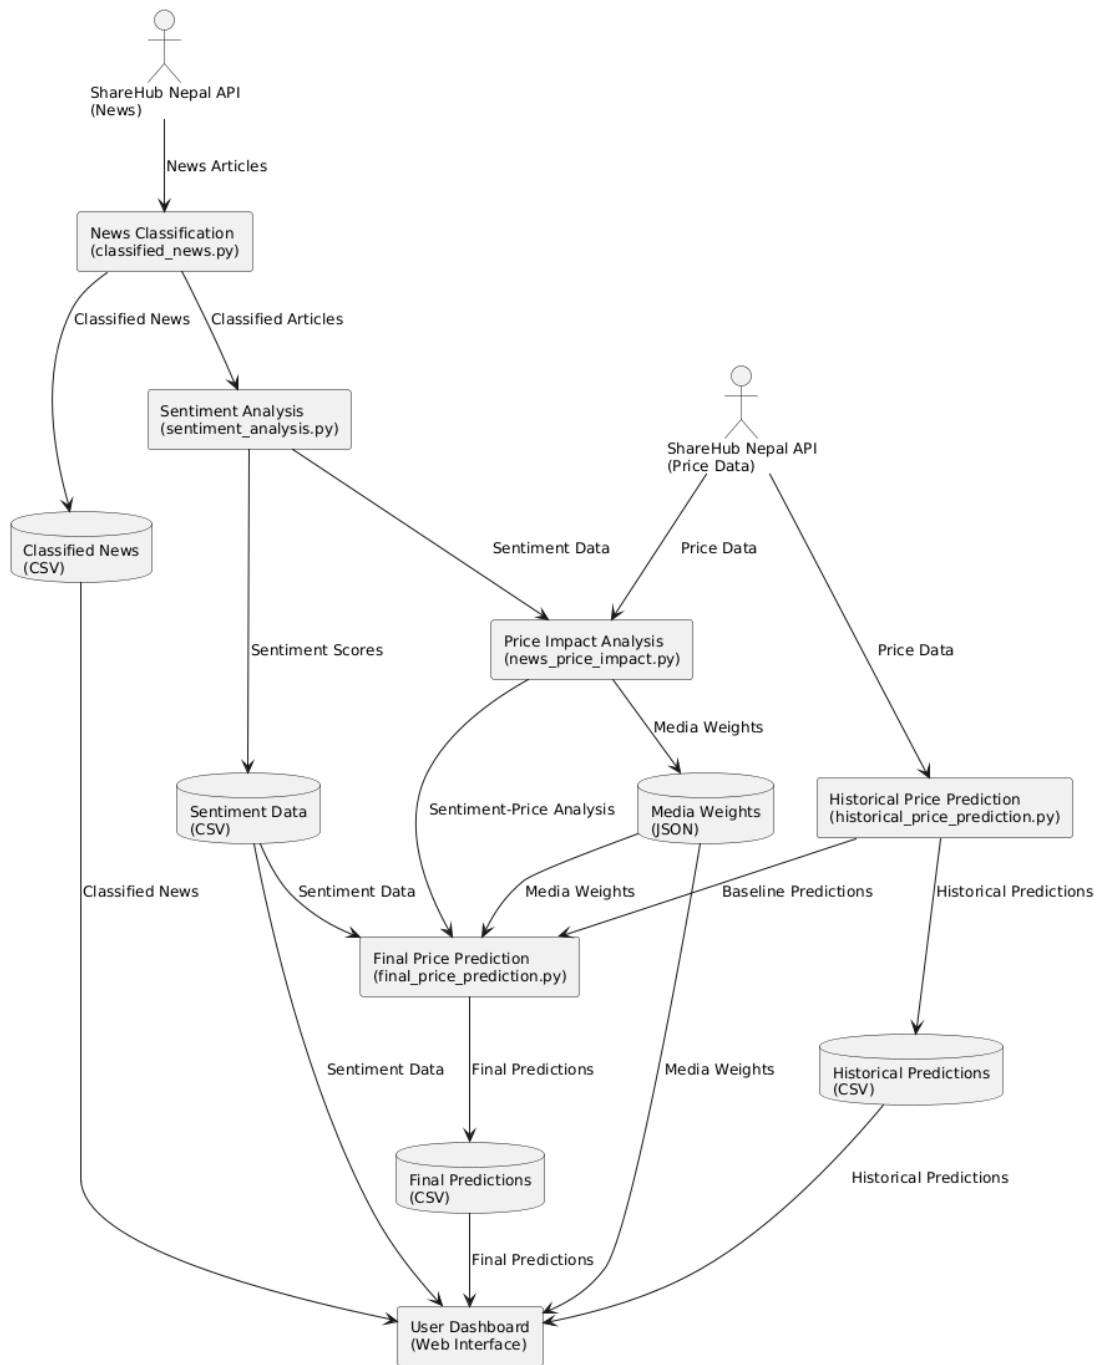 ShareHub Nepal API
(News)
News Articles
News Classification
(classified_news.py)
Classified News
Classified Articles
Sentiment Analysis
(sentiment_analysis.py)
ShareHub Nepal API
(Price Data)
Classified News
(CSV)
Sentiment Data
Price Data
Sentiment Scores
Price Impact Analysis
(news_price_impact.py)
Price Data
Media Weights
Sentiment Data
(CSV)
Sentiment-Price Analysis
Media Weights
(JSON)
Historical Price Prediction
(historical_price_prediction.py)
Classified News
Sentiment Data
Media Weights
Baseline Predictions
Historical Predictions
Final Price Prediction
(final_price_prediction.py)
Sentiment Data
Final Predictions
Media Weights
Historical Predictions
(CSV)
Final Predictions
(CSV)
Historical Predictions
Final Predictions
User Dashboard
(Web Interface)